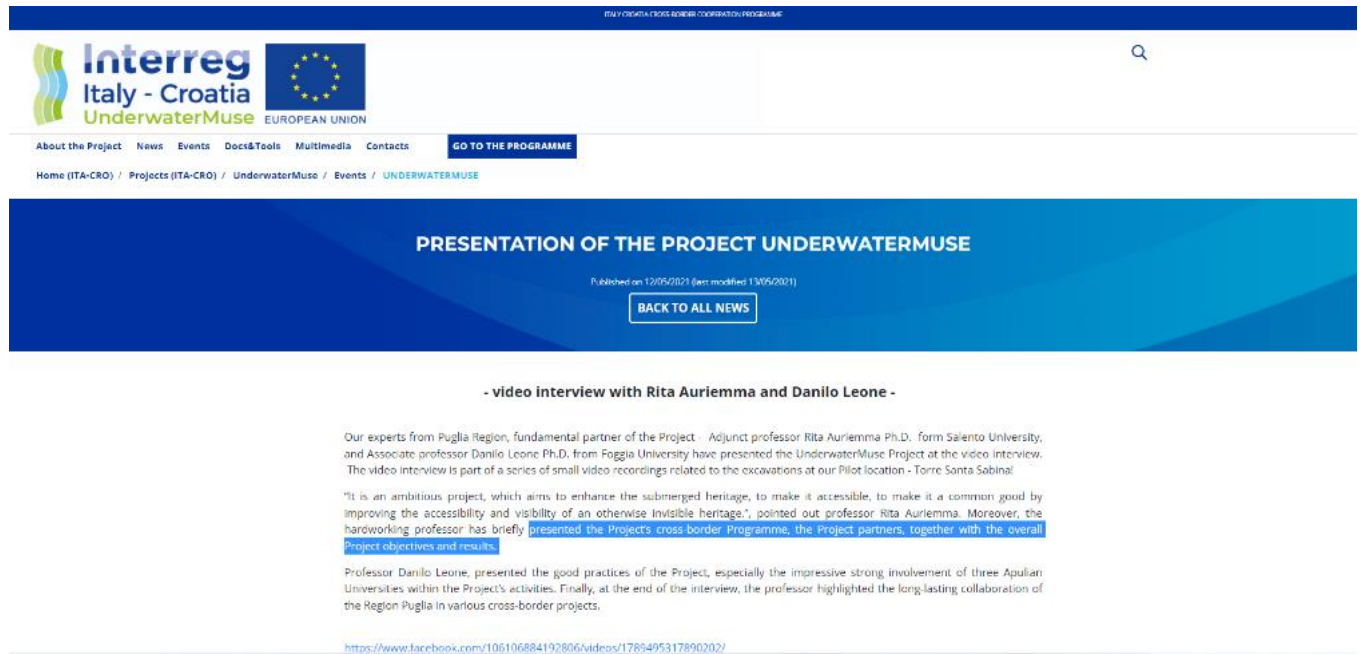 ITALY CROATIA CROSS-BORDER COOPERATION PROGRAMME
Interreg
Italy - Croatia
UnderwaterMuse EUROPEAN UNION
About the Project News Events Docs&Tools Multimedia Contacts GO TO THE PROGRAMME
Home (ITA-CRO) / Projects (ITA-CRO) / UnderwaterMuse / Events / UNDERWATERMUSE
PRESENTATION OF THE PROJECT UNDERWATERMUSE
Published on 12/05/2021 (last modified 13/05/2021)
BACK TO ALL NEWS
- video interview with Rita Auriemma and Danilo Leone -
Our experts from Puglia Region, fundamental partner of the Project - Adjunct professor Rita Auriemma Ph.D. form Salento University,
and Associate professor Danilo Leone Ph.D. from Foggia University have presented the UnderwaterMuse Project at the video interview.
The video interview is part of a series of small video recordings related to the excavations at our Pilot location - Torre Santa Sabina!
"It is an ambitious project, which aims to enhance the submerged heritage, to make it accessible, to make it a common good by
improving the accessibility and visibility of an otherwise invisible heritage.", pointed out professor Rita Auriemma. Moreover, the
hardworking professor has briefly presented the Project's cross-border Programme, the Project partners, together with the overall
Project objectives and results.
Professor Danilo Leone, presented the good practices of the Project, especially the impressive strong involvement of three Apulian
Universities within the Project's activities. Finally, at the end of the interview, the professor highlighted the long-lasting collaboration of
the Region Puglia in various cross-border projects.
https://www.facebook.com/106106884192806/videos/1789495317890202/